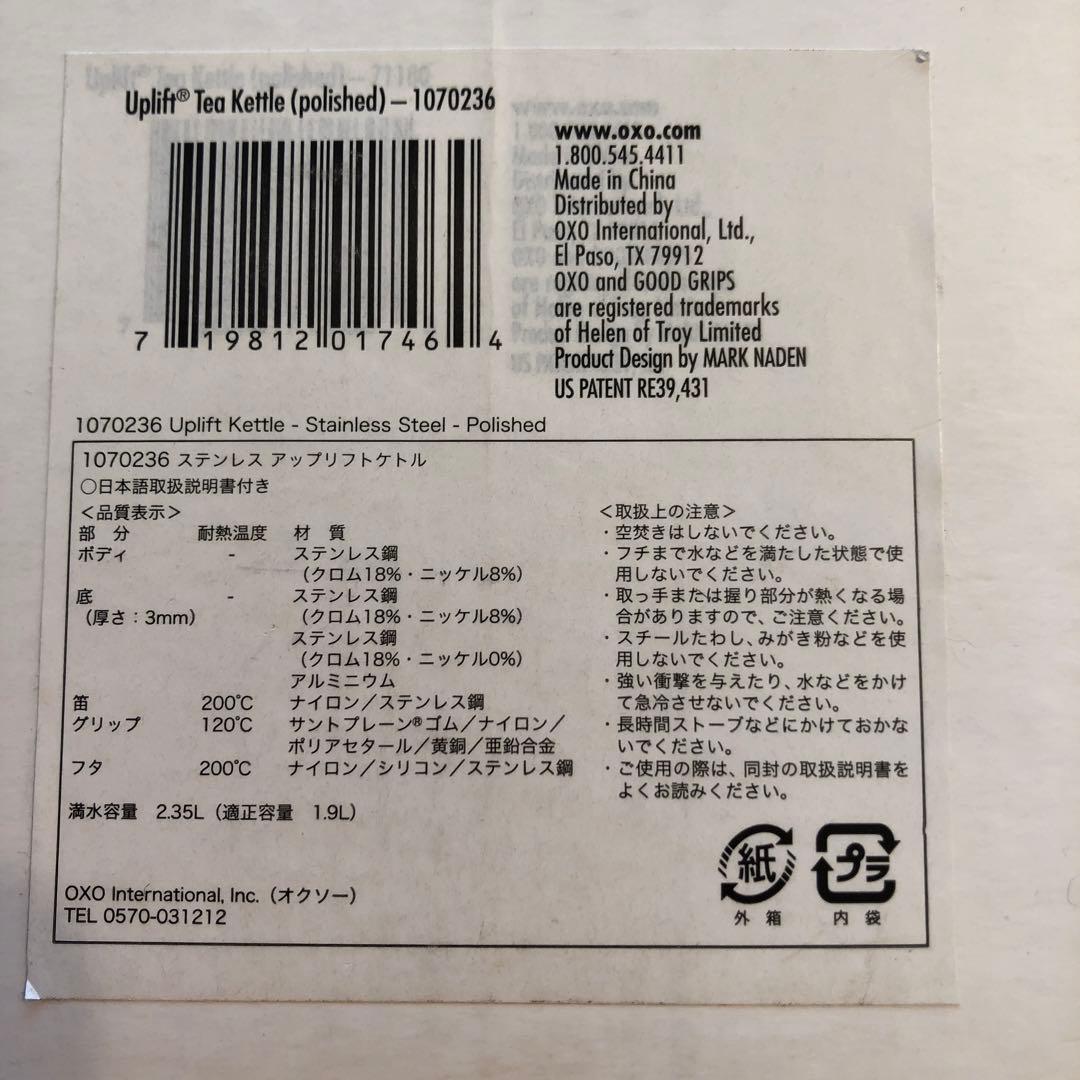 Uplift® Tea Kettle (polished) – 1070236
7 19812 01746 4
www.oxo.com
1.800.545.4411
Made in China
Distributed by
OXO International, Ltd.,
El Paso, TX 79912
OXO and GOOD GRIPS
are registered trademarks
of Helen of Troy Limited
Product Design by MARK NADEN
US PATENT RE39,431
1070236 Uplift Kettle - Stainless Steel - Polished
1070236 ステンレス アップリフトケトル
○日本語取扱説明書付き
＜品質表示＞
部 分 耐熱温度 材 質
ボディ - ステンレス鋼
（クロム18%・ニッケル8%）
底 - ステンレス鋼
（厚さ：3mm） （クロム18%・ニッケル8%）
ステンレス鋼
（クロム18%・ニッケル0%）
アルミニウム
笛 200℃ ナイロン／ステンレス鋼
グリップ 120℃ サントプレーン®ゴム／ナイロン／
ポリアセタール／黄銅／亜鉛合金
フタ 200℃ ナイロン／シリコン／ステンレス鋼
満水容量 2.35L（適正容量 1.9L）
OXO International, Inc.（オクソー）
TEL 0570-031212
＜取扱上の注意＞
・空焚きはしないでください。
・フチまで水などを満たした状態で使
用しないでください。
・取っ手または握り部分が熱くなる場
合がありますので、ご注意ください。
・スチールたわし、みがき粉などを使
用しないでください。
・強い衝撃を与えたり、水などをかけ
て急冷させないでください。
・長時間ストーブなどにかけておかな
いでください。
・ご使用の際は、同封の取扱説明書を
よくお読みください。
紙 プラ
外 箱 内 袋